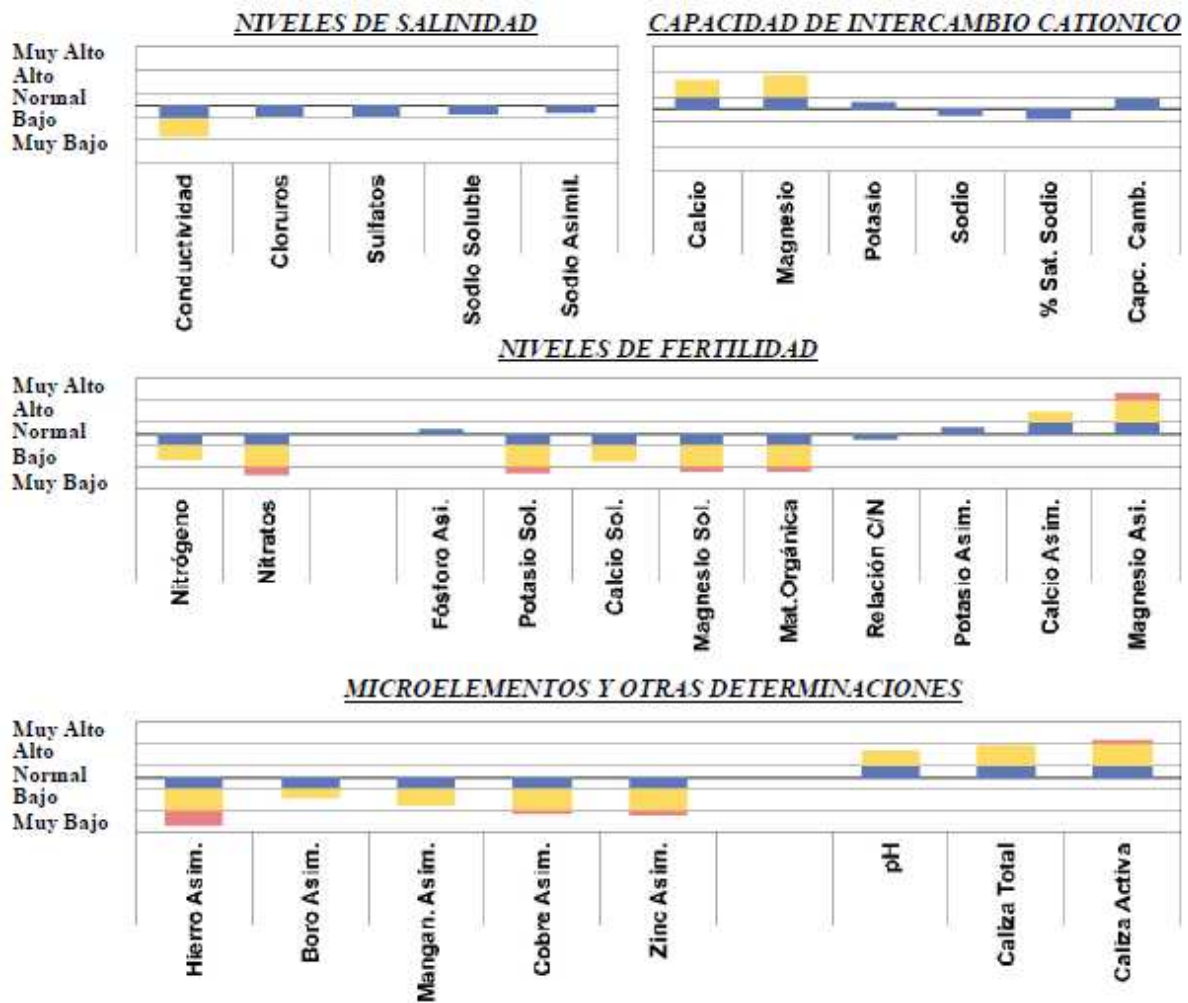 NIVELES DE SALINIDAD
Muy Alto
Alto
Normal
Bajo
Muy Bajo
Conductividad
Cloruros
Sulfatos
Sodio Soluble
Sodio Asimil.
CAPACIDAD DE INTERCAMBIO CATIONICO
Calcio
Magnesio
Potasio
Sodio
% Sat. Sodio
Capc. Camb.
NIVELES DE FERTILIDAD
Muy Alto
Alto
Normal
Bajo
Muy Bajo
Nitrógeno
Nitratos
Fósforo Asi.
Potasio Sol.
Calcio Sol.
Magnesio Sol.
Mat.Orgánica
Relación C/N
Potasio Asim.
Calcio Asim.
Magnesio Asi.
MICROELEMENTOS Y OTRAS DETERMINACIONES
Muy Alto
Alto
Normal
Bajo
Muy Bajo
Hierro Asim.
Boro Asim.
Mangan. Asim.
Cobre Asim.
Zinc Asim.
pH
Caliza Total
Caliza Activa